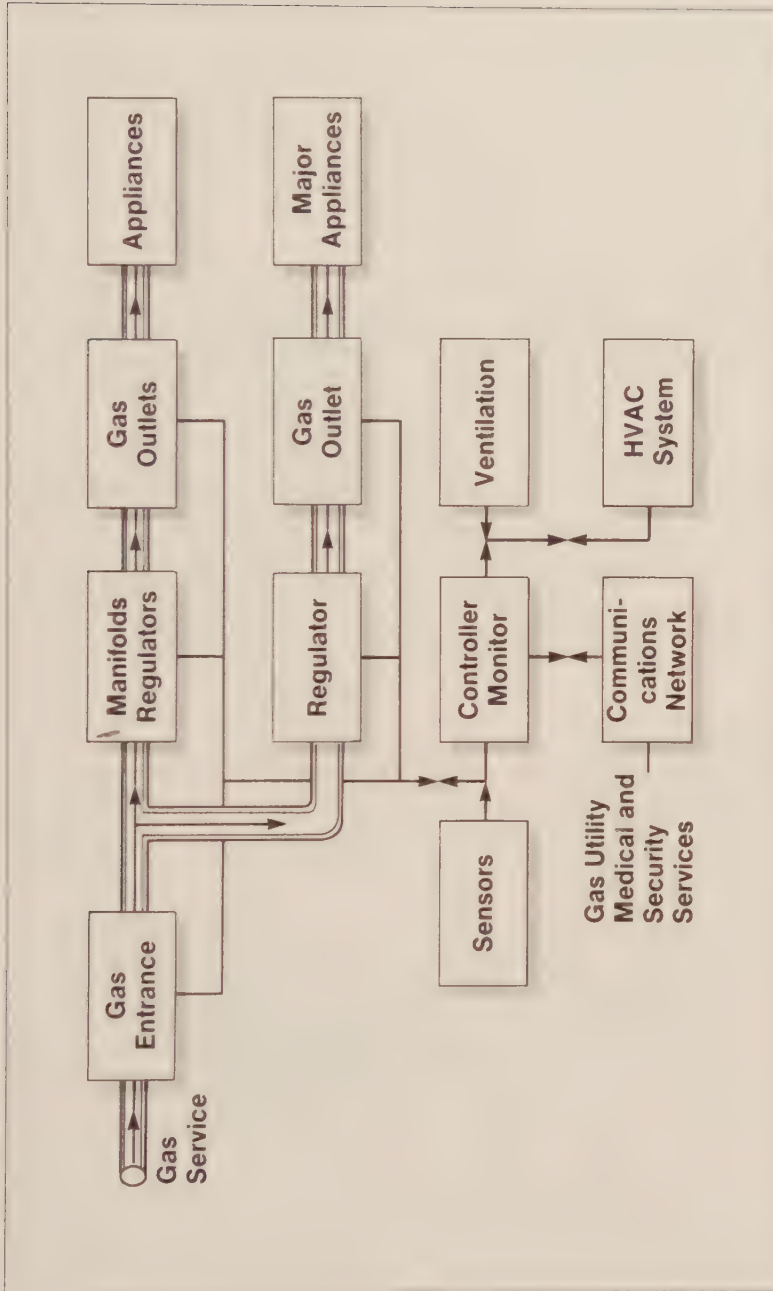 Gas
Service
Gas
Entrance
Manifolds
Regulators
Gas
Outlets
Appliances
Regulator
Gas
Outlet
Major
Appliances
Sensors
Controller
Monitor
Ventilation
Gas Utility
Medical and
Security
Services
Communi-
cations
Network
HVAC
System